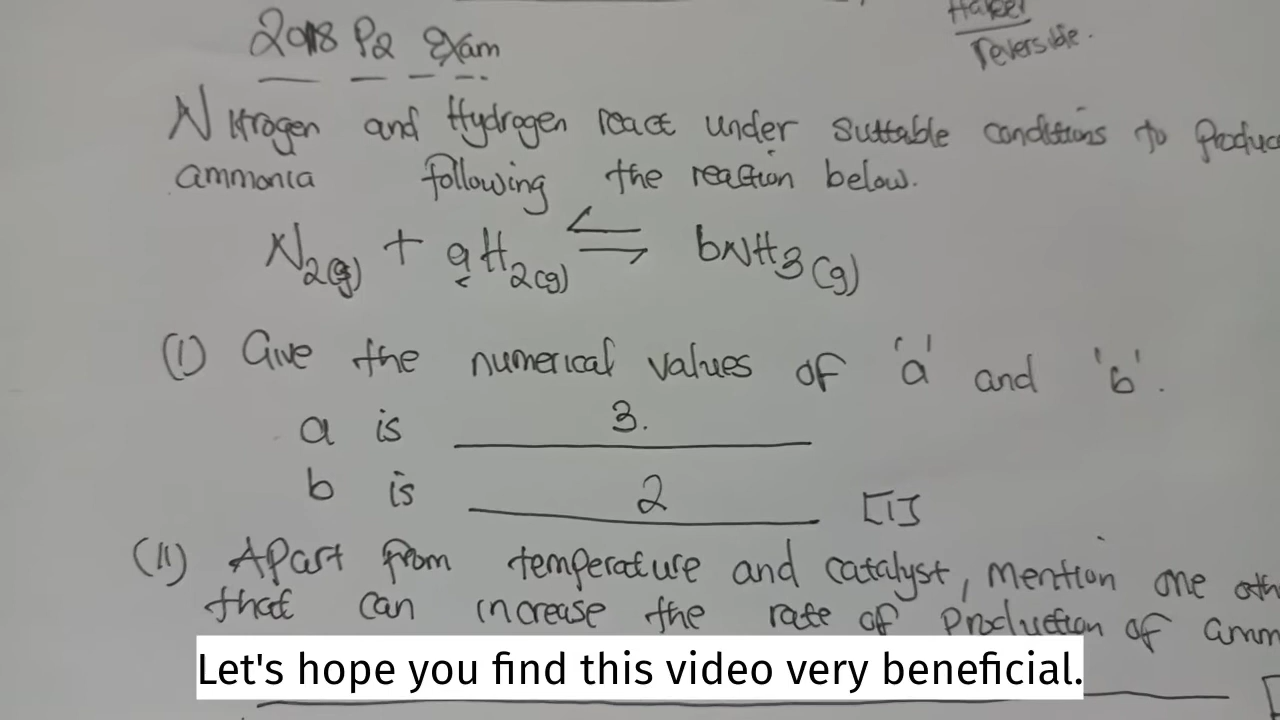 Haber
2018 P2 Exam
reversible.
Nitrogen and Hydrogen react under suitable conditions to Produc
ammonia following the reaction below.
N2(g) + aH2(g) ⇌ bNH3(g)
(I) Give the numerical values of 'a' and 'b'.
a is 3.
b is 2 [1]
(II) Apart from temperature and catalyst, mention one oth
that can increase the rate of production of amm
Let's hope you find this video very beneficial.
[